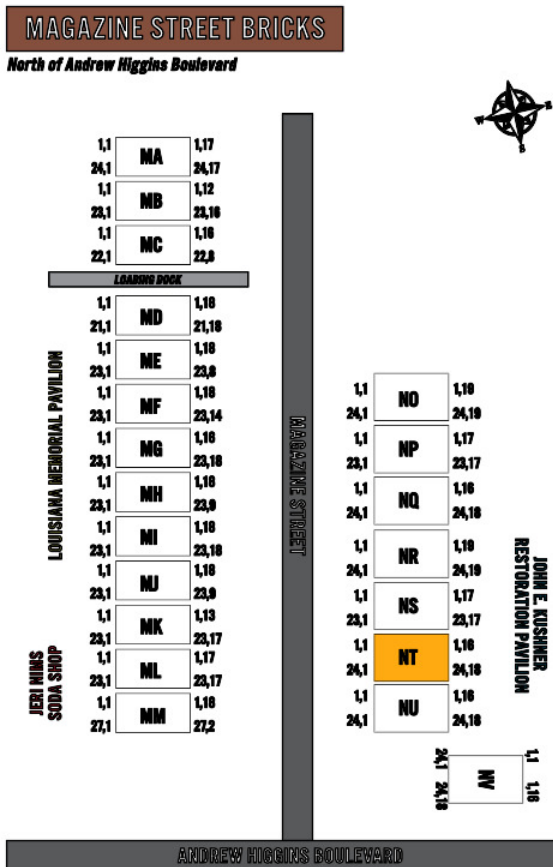 MAGAZINE STREET BRICKS
North of Andrew Higgins Boulevard
N
E
S
W
1,1 MA 1,17
24,1 24,17
1,1 MB 1,12
23,1 23,16
1,1 MC 1,16
22,1 22,8
LOADING DOCK
1,1 MD 1,18
21,1 21,18
1,1 ME 1,18
23,1 23,8
1,1 MF 1,18
23,1 23,14
1,1 MG 1,16
23,1 23,18
1,1 MH 1,18
23,1 23,9
1,1 MI 1,18
23,1 23,18
1,1 MJ 1,18
23,1 23,9
1,1 MK 1,13
23,1 23,17
1,1 ML 1,17
23,1 23,17
1,1 MM 1,18
27,1 27,2
LOUISIANA MEMORIAL PAVILION
JERI NIMS
SODA SHOP
MAGAZINE STREET
1,1 NO 1,19
24,1 24,19
1,1 NP 1,17
23,1 23,17
1,1 NQ 1,16
24,1 24,18
1,1 NR 1,19
24,1 24,19
1,1 NS 1,17
23,1 23,17
1,1 NT 1,16
24,1 24,18
1,1 NU 1,16
24,1 24,18
1,1 NV 1,16
24,1 24,18
JOHN E. KUSHNER
RESTORATION PAVILION
ANDREW HIGGINS BOULEVARD